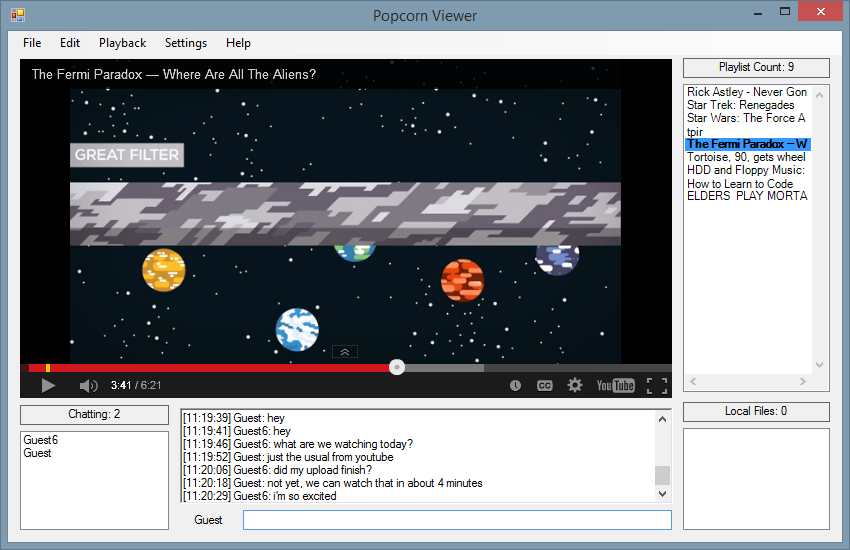 Popcorn Viewer
File Edit Playback Settings Help
The Fermi Paradox — Where Are All The Aliens?
GREAT FILTER
3:41 / 6:21
CC
YouTube
Playlist Count: 9
Rick Astley - Never Gon
Star Trek: Renegades
Star Wars: The Force A
tpir
The Fermi Paradox — W
Tortoise, 90, gets wheel
HDD and Floppy Music:
How to Learn to Code
ELDERS PLAY MORTA
Chatting: 2
Guest6
Guest
[11:19:39] Guest: hey
[11:19:41] Guest6: hey
[11:19:46] Guest6: what are we watching today?
[11:19:52] Guest: just the usual from youtube
[11:20:06] Guest6: did my upload finish?
[11:20:18] Guest: not yet, we can watch that in about 4 minutes
[11:20:29] Guest6: i'm so excited
Guest
Local Files: 0